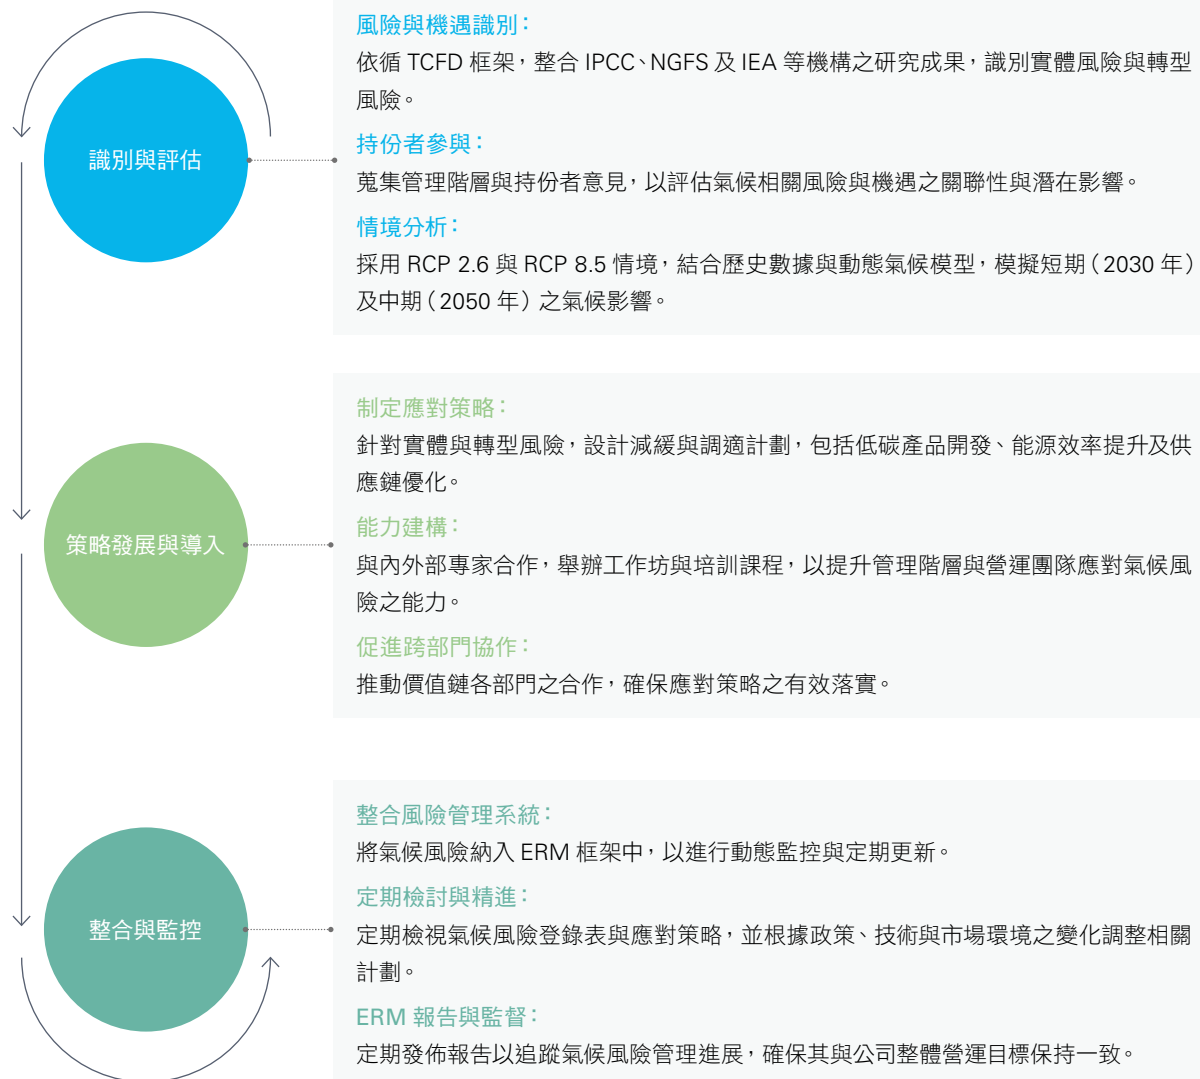 風險與機遇識別：
依循 TCFD 框架，整合 IPCC、NGFS 及 IEA 等機構之研究成果，識別實體風險與轉型
風險。
識別與評估
持份者參與：
蒐集管理階層與持份者意見，以評估氣候相關風險與機遇之關聯性與潛在影響。
情境分析：
採用 RCP 2.6 與 RCP 8.5 情境，結合歷史數據與動態氣候模型，模擬短期（2030 年）
及中期（2050 年）之氣候影響。
制定應對策略：
針對實體與轉型風險，設計減緩與調適計劃，包括低碳產品開發、能源效率提升及供
應鏈優化。
策略發展與導入
能力建構：
與內外部專家合作，舉辦工作坊與培訓課程，以提升管理階層與營運團隊應對氣候風
險之能力。
促進跨部門協作：
推動價值鏈各部門之合作，確保應對策略之有效落實。
整合風險管理系統：
將氣候風險納入 ERM 框架中，以進行動態監控與定期更新。
整合與監控
定期檢討與精進：
定期檢視氣候風險登錄表與應對策略，並根據政策、技術與市場環境之變化調整相關
計劃。
ERM 報告與監督：
定期發佈報告以追蹤氣候風險管理進展，確保其與公司整體營運目標保持一致。